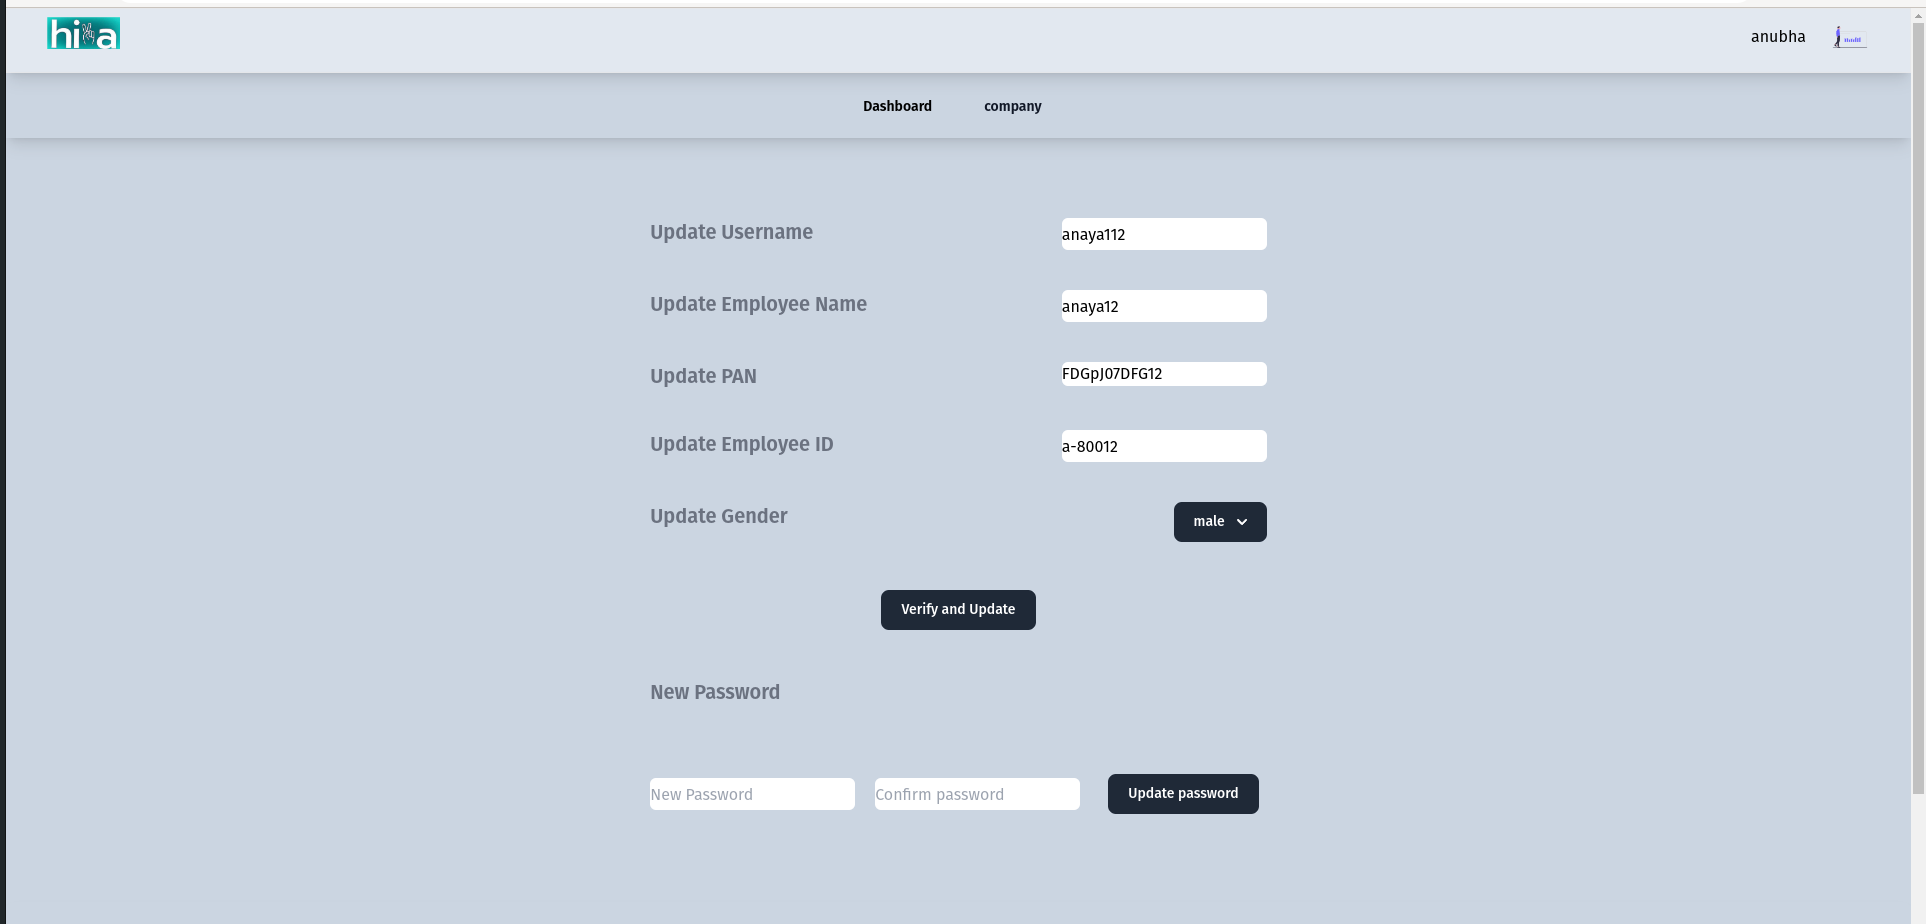 anubha
Dashboard company
Update Username anaya112
Update Employee Name anaya12
Update PAN FDGpJ07DFG12
Update Employee ID a-80012
Update Gender male
Verify and Update
New Password
New Password Confirm password Update password